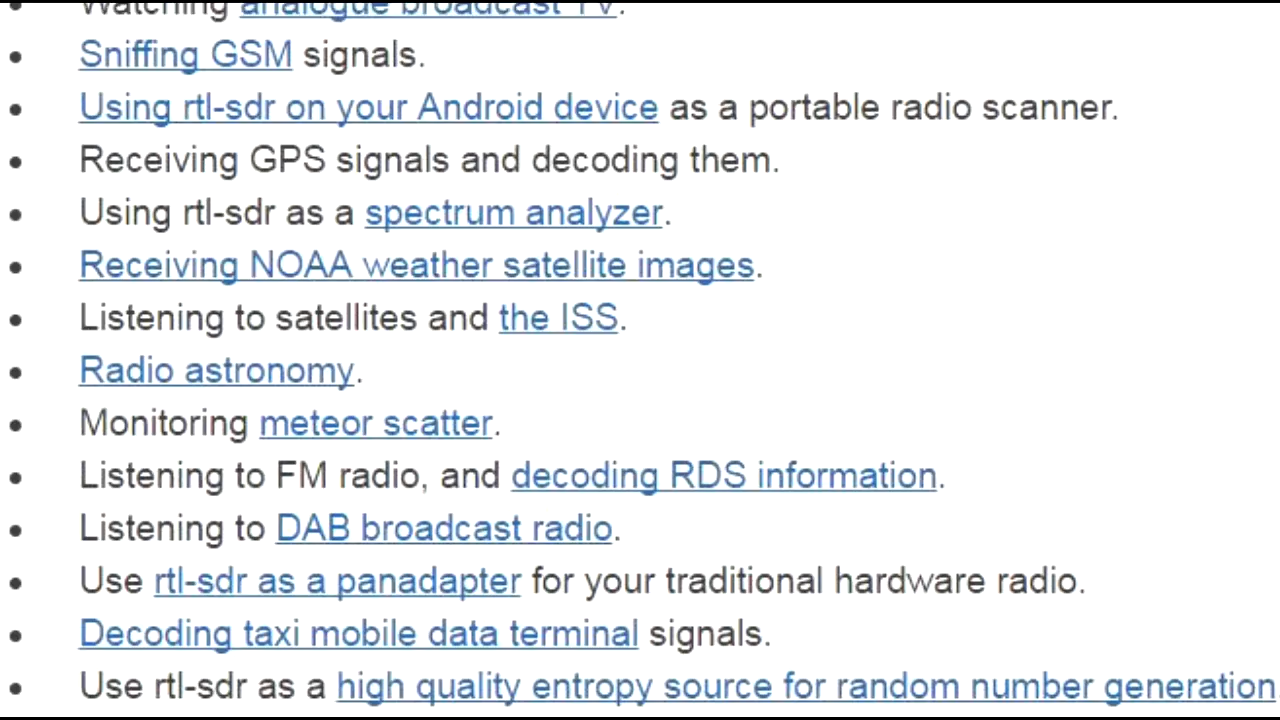 Watching analogue broadcast TV.
• Sniffing GSM signals.
• Using rtl-sdr on your Android device as a portable radio scanner.
• Receiving GPS signals and decoding them.
• Using rtl-sdr as a spectrum analyzer.
• Receiving NOAA weather satellite images.
• Listening to satellites and the ISS.
• Radio astronomy.
• Monitoring meteor scatter.
• Listening to FM radio, and decoding RDS information.
• Listening to DAB broadcast radio.
• Use rtl-sdr as a panadapter for your traditional hardware radio.
• Decoding taxi mobile data terminal signals.
• Use rtl-sdr as a high quality entropy source for random number generation